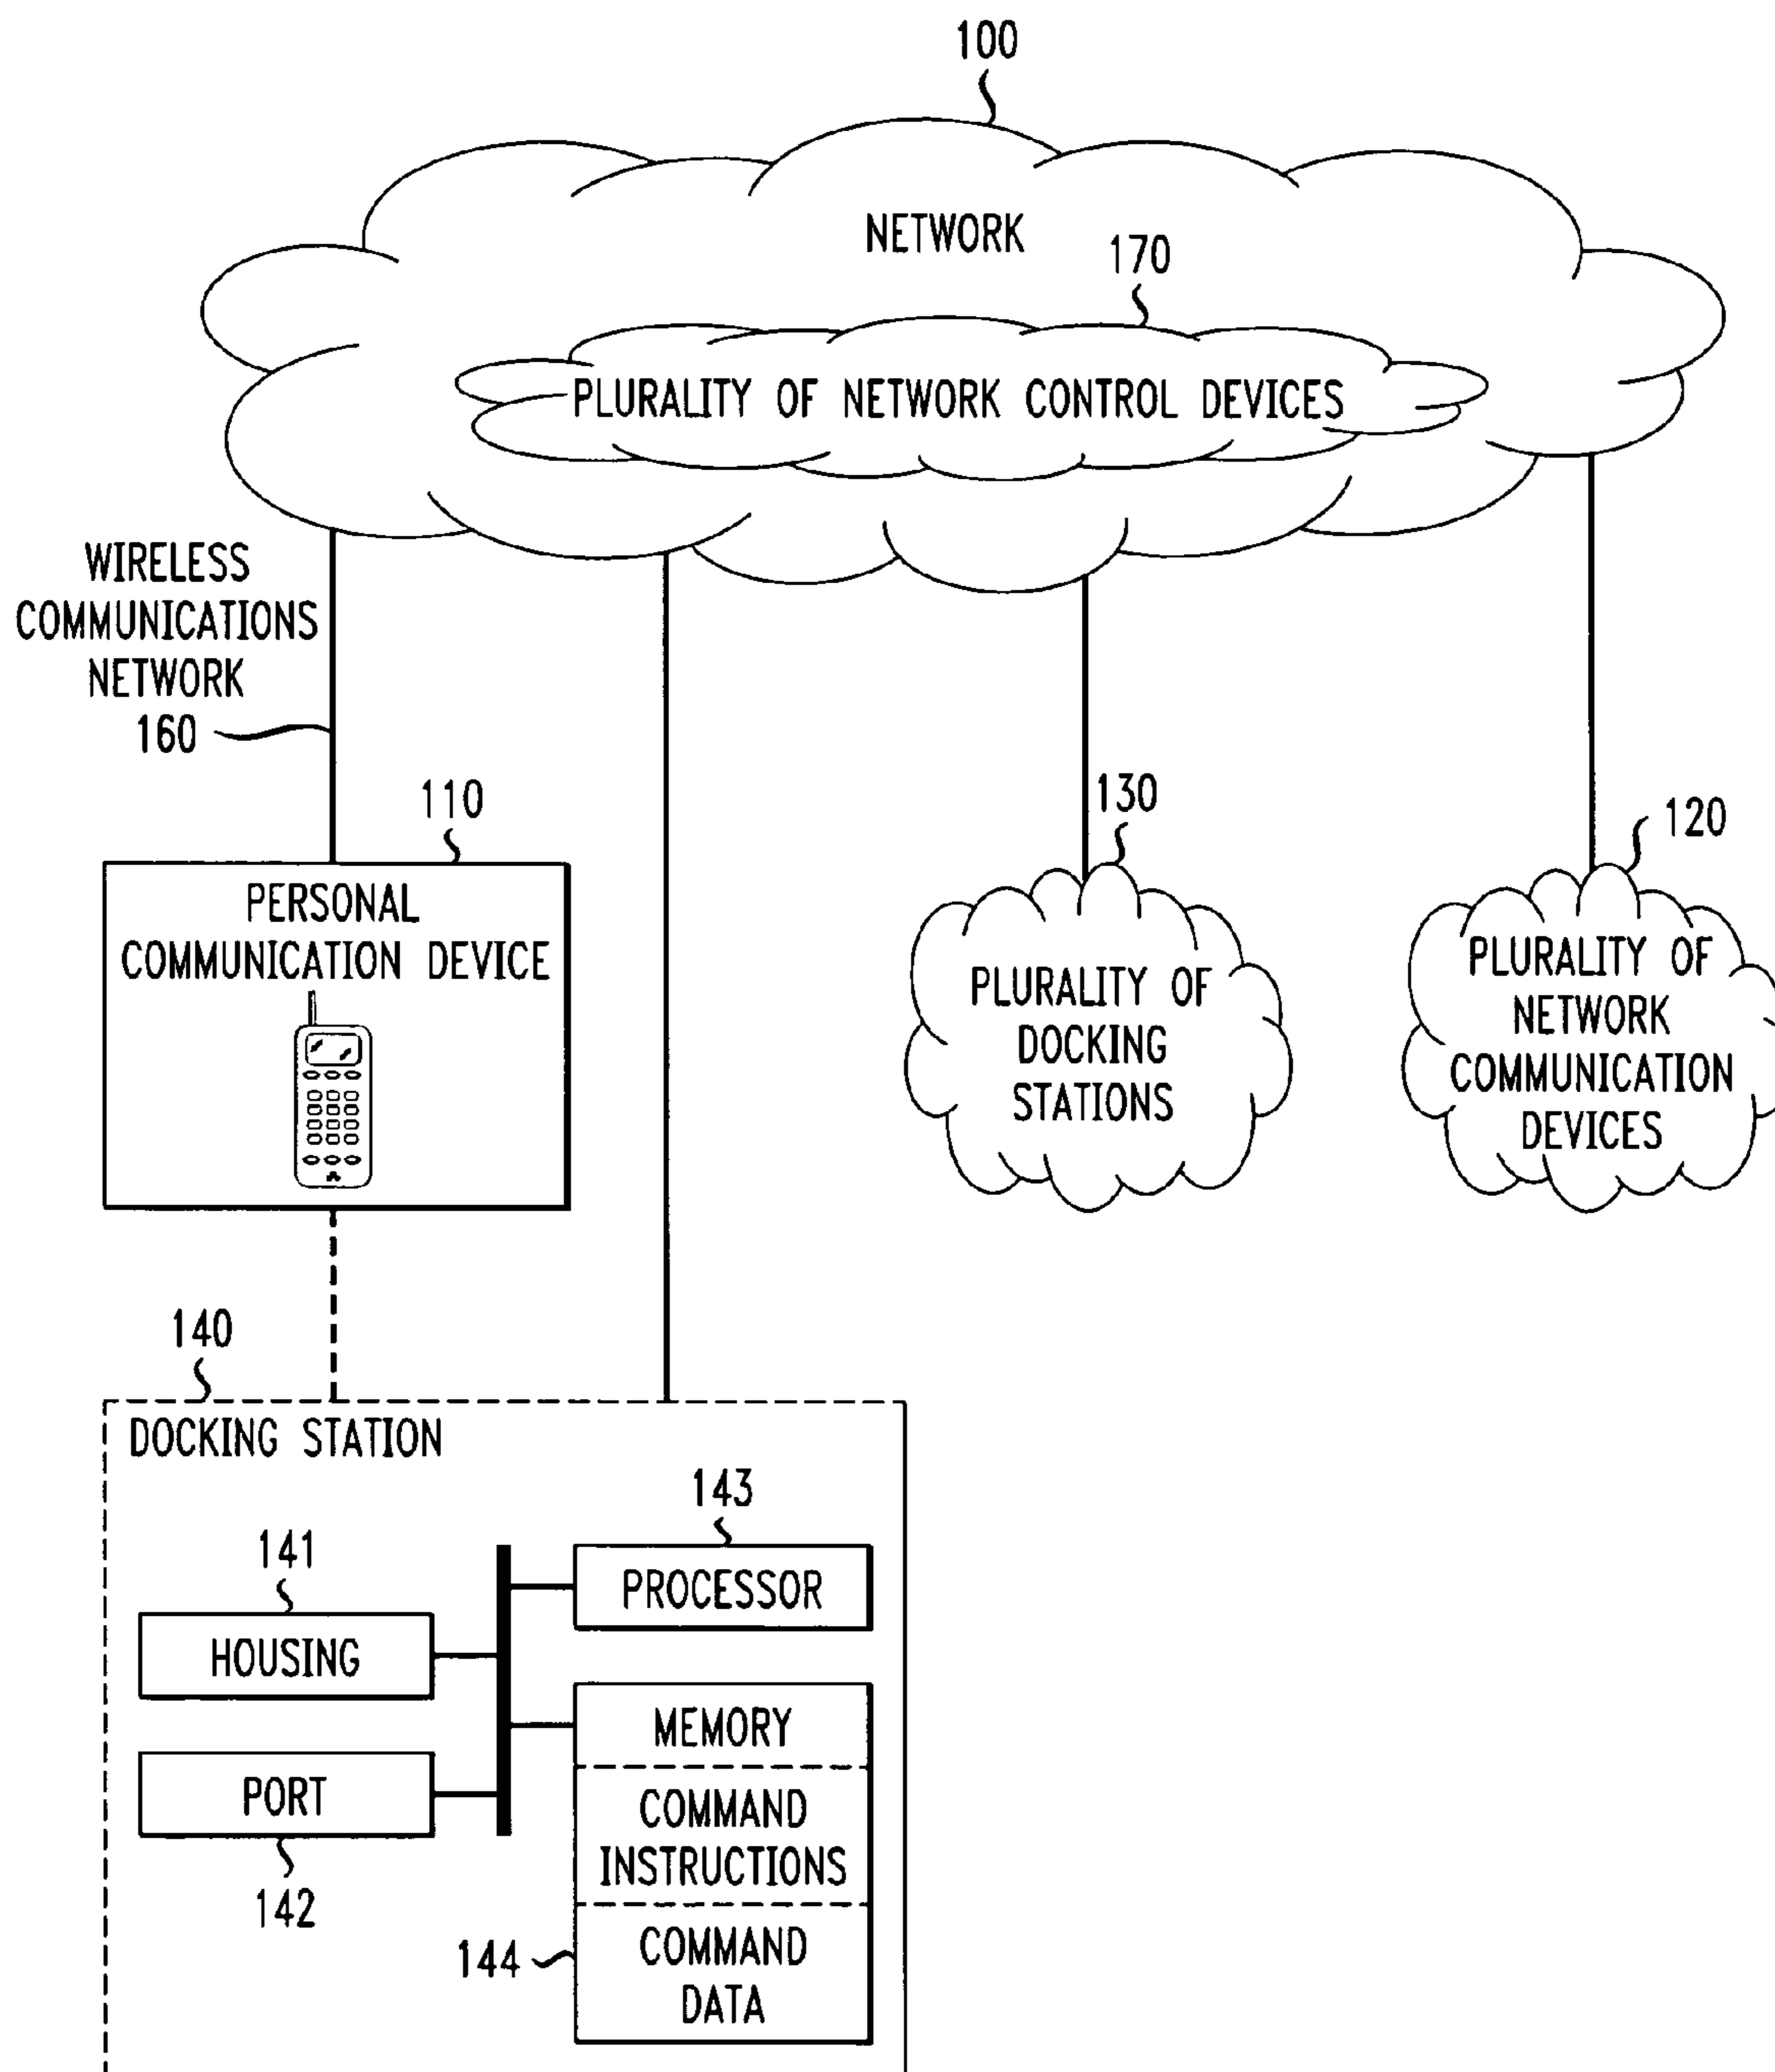 100
NETWORK
170
PLURALITY OF NETWORK CONTROL DEVICES
WIRELESS
COMMUNICATIONS
NETWORK
160
110
PERSONAL
COMMUNICATION DEVICE
130
PLURALITY OF
DOCKING
STATIONS
120
PLURALITY OF
NETWORK
COMMUNICATION
DEVICES
140
DOCKING STATION
141
HOUSING
PORT
142
143
PROCESSOR
MEMORY
COMMAND
INSTRUCTIONS
144
COMMAND
DATA